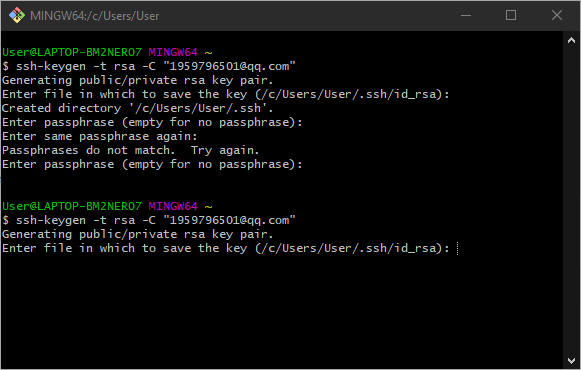 MINGW64:/c/Users/User
User@LAPTOP-BM2NERO7 MINGW64 ~
$ ssh-keygen -t rsa -C "1959796501@qq.com"
Generating public/private rsa key pair.
Enter file in which to save the key (/c/Users/User/.ssh/id_rsa):
Created directory '/c/Users/User/.ssh'.
Enter passphrase (empty for no passphrase):
Enter same passphrase again:
Passphrases do not match.  Try again.
Enter passphrase (empty for no passphrase):
User@LAPTOP-BM2NERO7 MINGW64 ~
$ ssh-keygen -t rsa -C "1959796501@qq.com"
Generating public/private rsa key pair.
Enter file in which to save the key (/c/Users/User/.ssh/id_rsa):